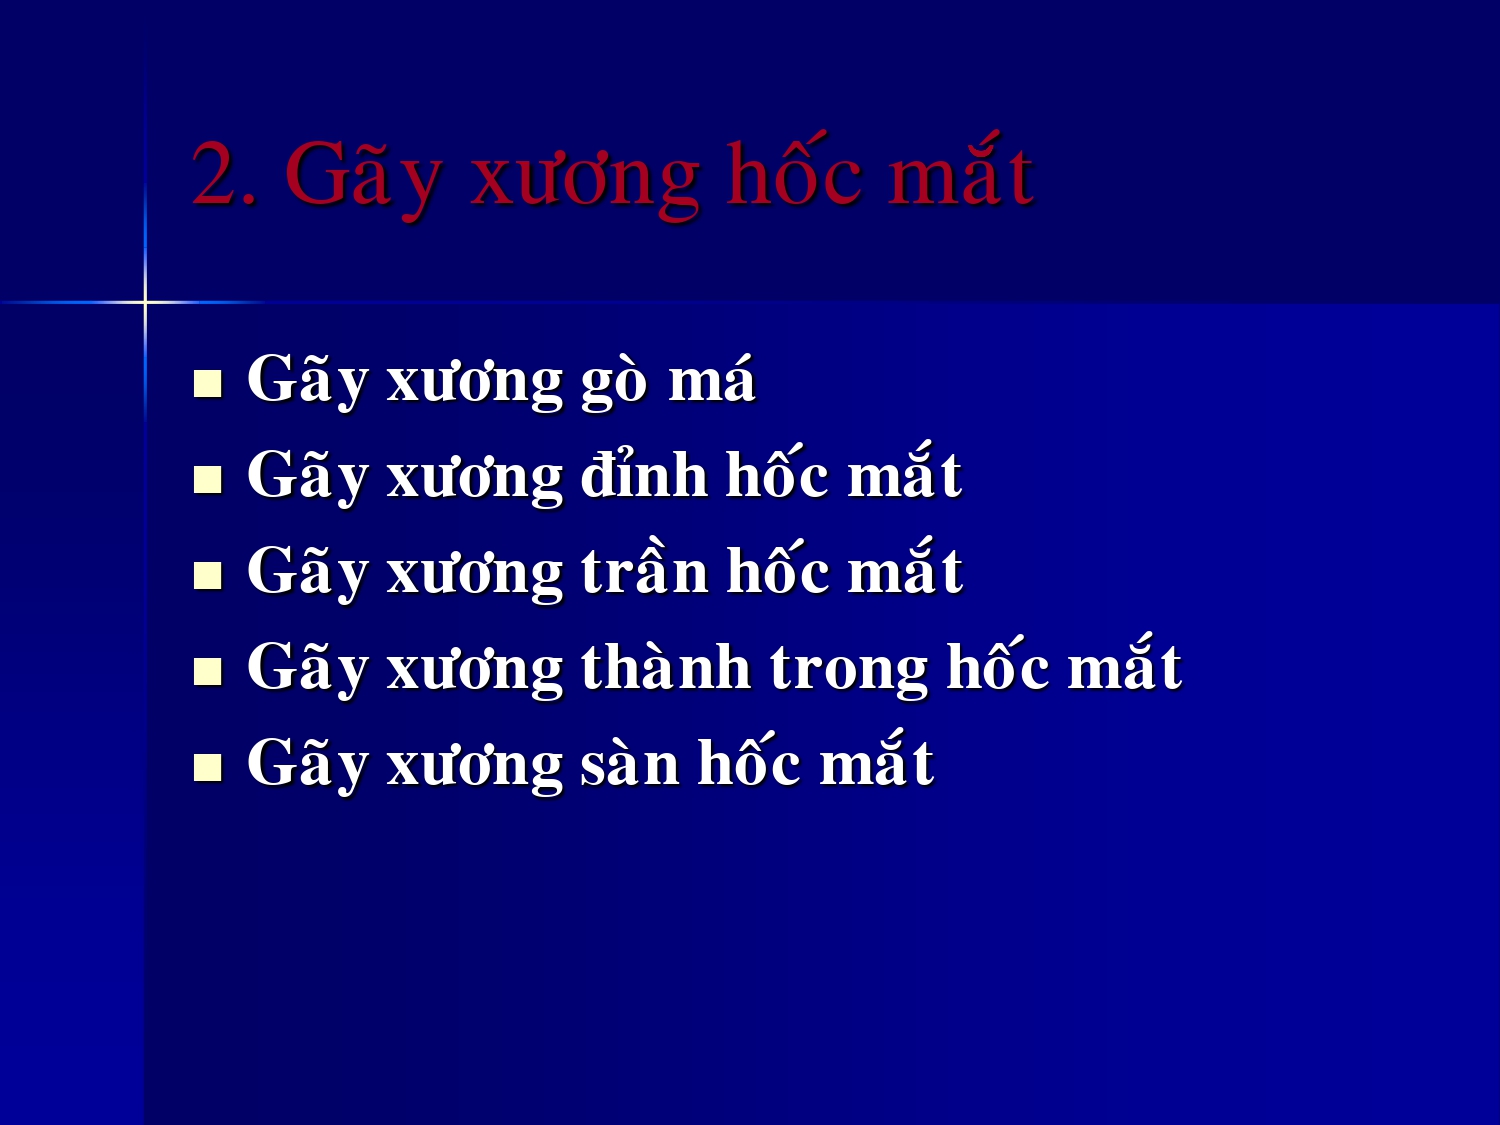 2. Gãy xương hốc mắt
Gãy xương gò má
Gãy xương đỉnh hốc mắt
Gãy xương trần hốc mắt
Gãy xương thành trong hốc mắt
Gãy xương sàn hốc mắt